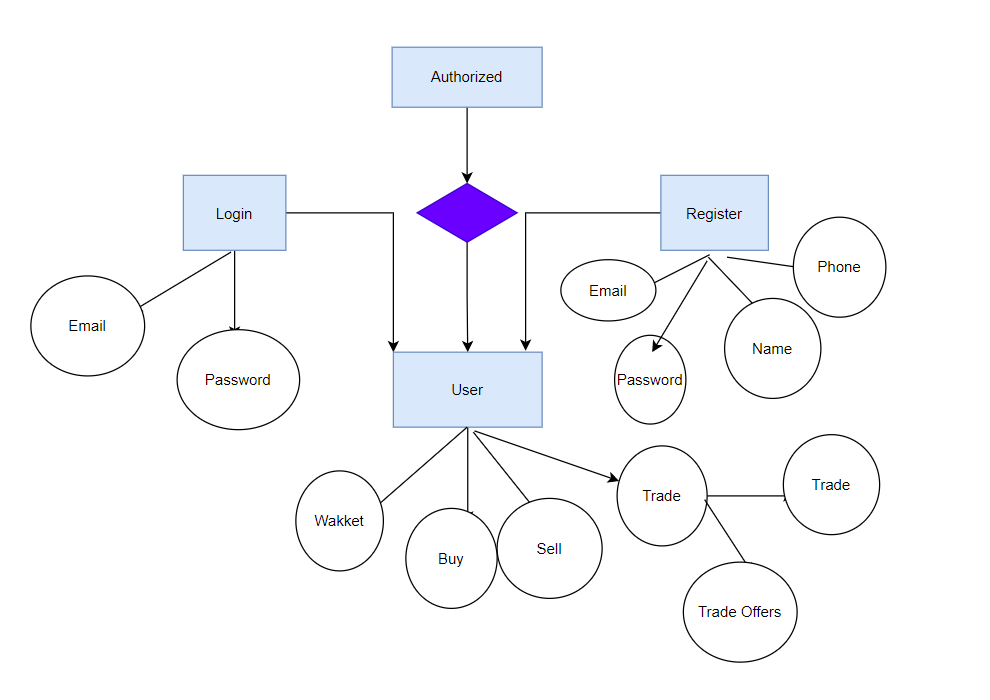 Authorized
Login
Register
Phone
Email
Email
Name
Password
Password
User
Wakket
Buy
Sell
Trade
Trade
Trade Offers